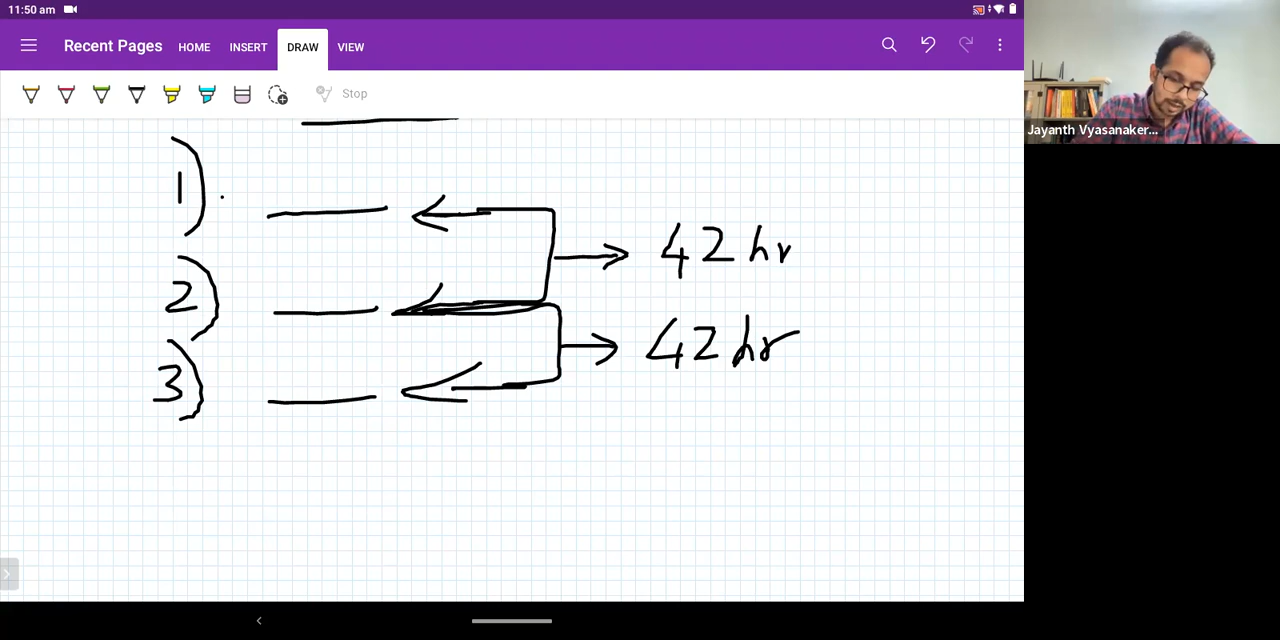 11:50 am
Recent Pages HOME INSERT DRAW VIEW
Stop
Jayanth Vyasanaker...
1)
42 hr
2)
42 hr
3)